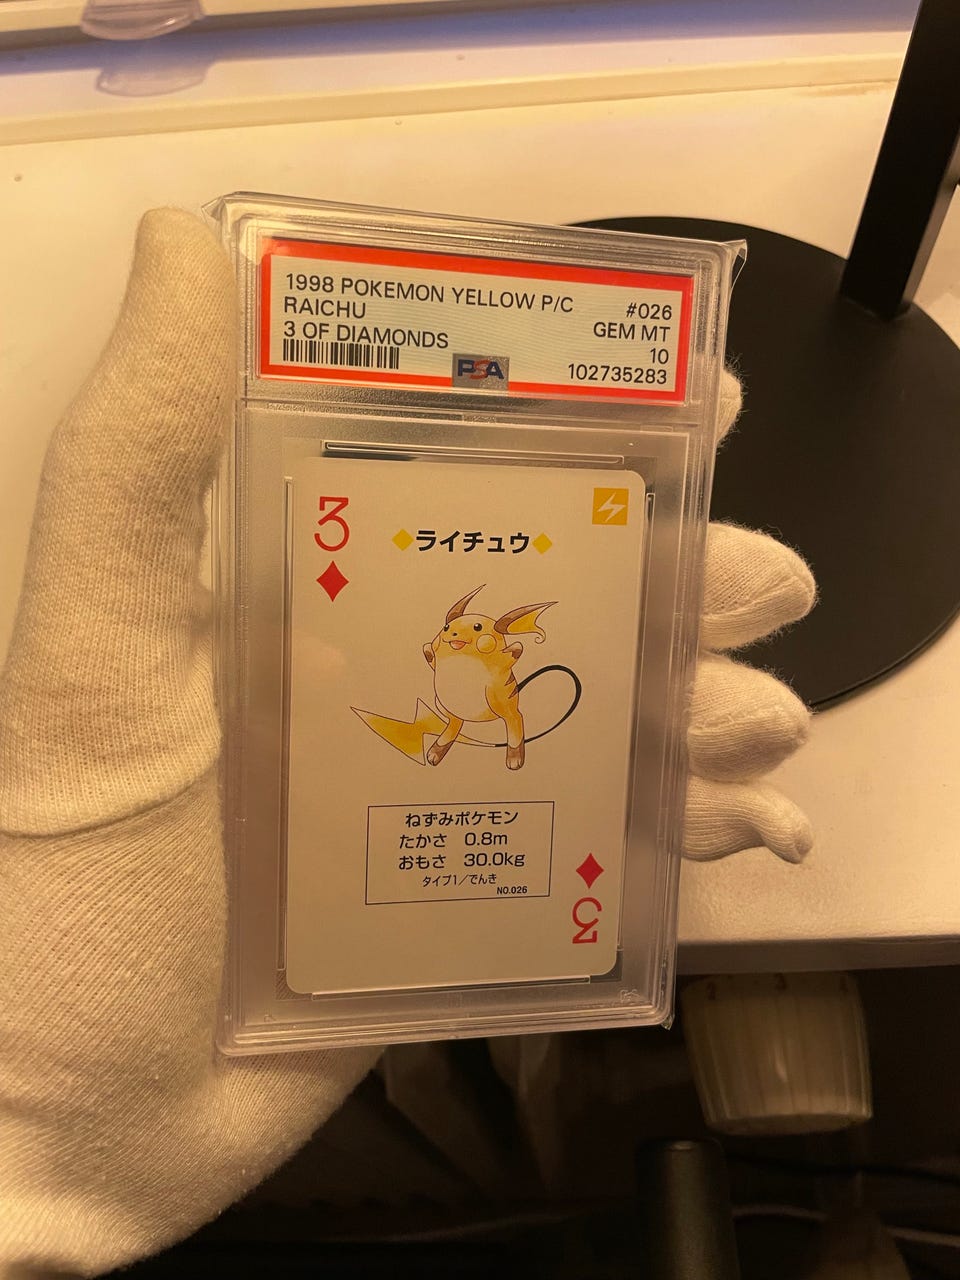 1998 POKEMON YELLOW P/C #026
RAICHU GEM MT
3 OF DIAMONDS 10
PSA 102735283
3
ライチュウ
ねずみポケモン
たかさ 0.8m
おもさ 30.0kg
タイプ1/でんき
NO.026
3